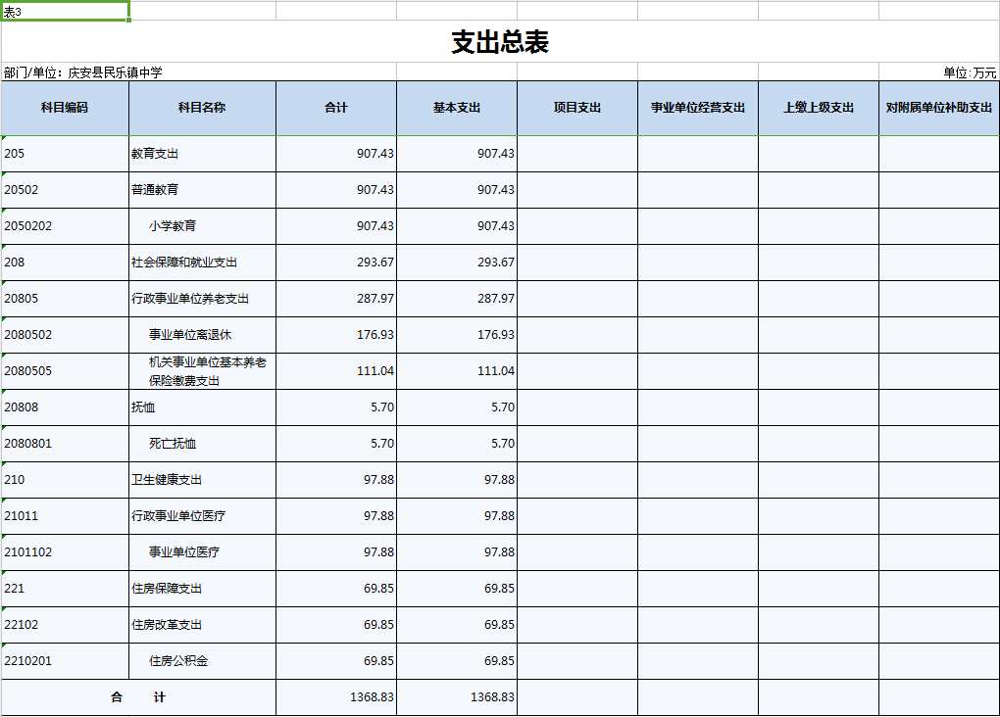 表3
支出总表
部门/单位：庆安县民乐镇中学 单位:万元
科目编码 科目名称 合计 基本支出 项目支出 事业单位经营支出 上缴上级支出 对附属单位补助支出
205 教育支出 907.43 907.43
20502 普通教育 907.43 907.43
2050202 小学教育 907.43 907.43
208 社会保障和就业支出 293.67 293.67
20805 行政事业单位养老支出 287.97 287.97
2080502 事业单位离退休 176.93 176.93
2080505 机关事业单位基本养老 111.04 111.04
保险缴费支出
20808 抚恤 5.70 5.70
2080801 死亡抚恤 5.70 5.70
210 卫生健康支出 97.88 97.88
21011 行政事业单位医疗 97.88 97.88
2101102 事业单位医疗 97.88 97.88
221 住房保障支出 69.85 69.85
22102 住房改革支出 69.85 69.85
2210201 住房公积金 69.85 69.85
合 计 1368.83 1368.83